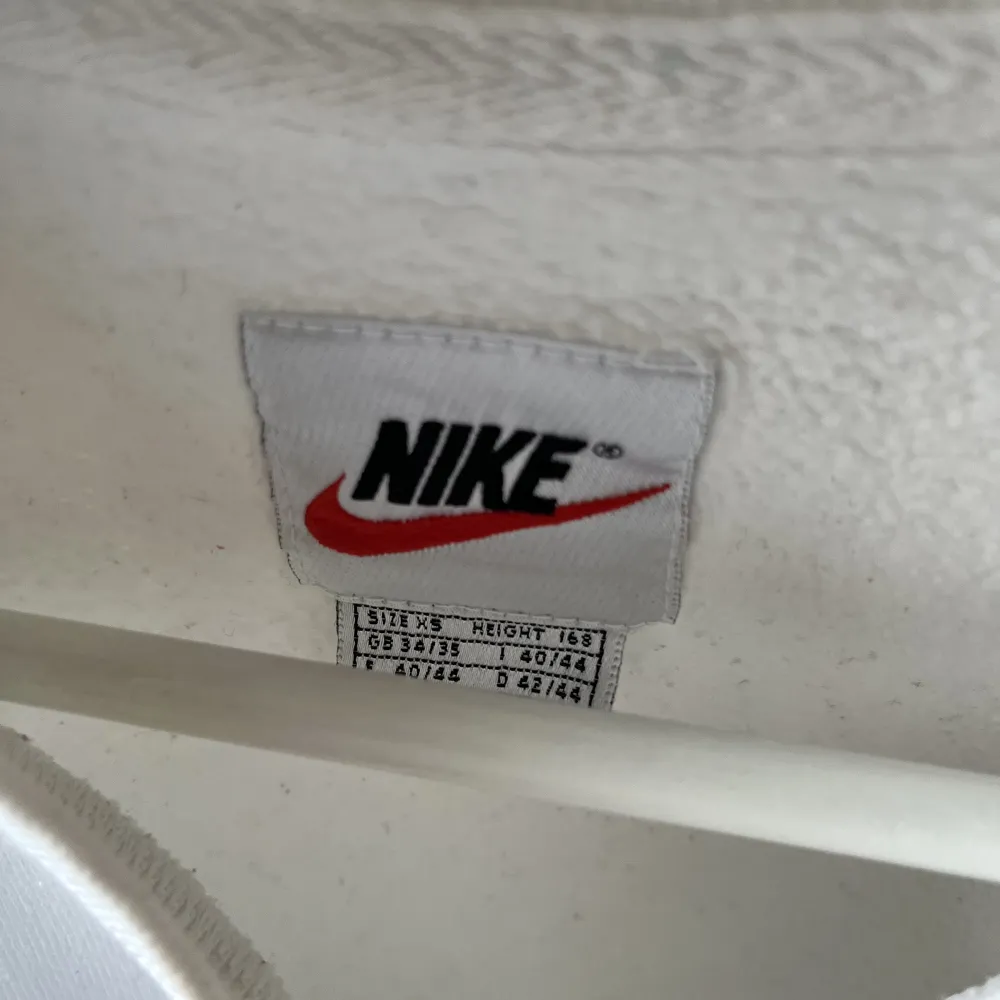 NIKE®
SIZE XS HEIGHT 168
GB 34/35 I 40/44
40/44 D 42/44